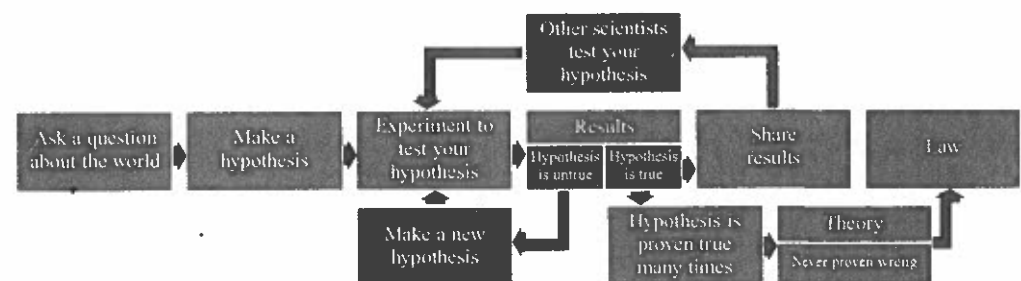 Other scientists
test your
hypothesis
Ask a question
about the world
Make a
hypothesis
Experiment to
test your
hypothesis
Results
Hypothesis
is untrue
Hypothesis
is true
Share
results
Law
Make a new
hypothesis
Hypothesis is
proven true
many times
Theory
Never proven wrong